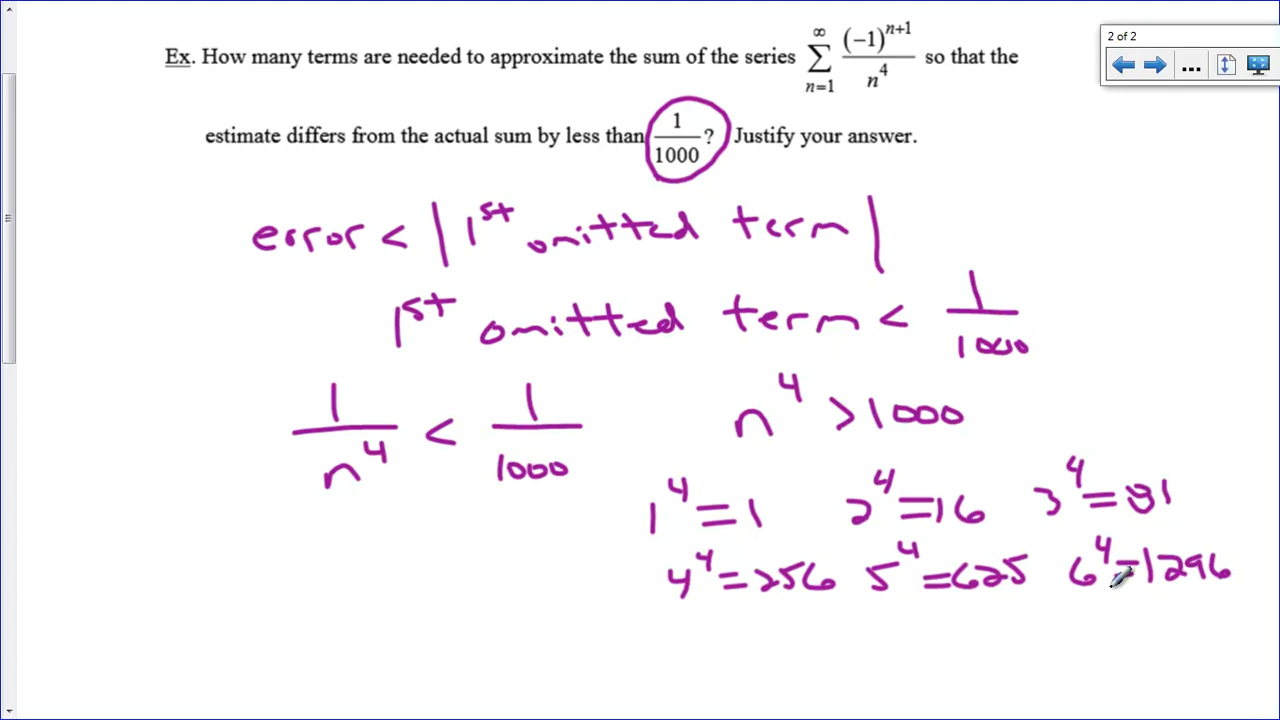 2 of 2
...
Ex. How many terms are needed to approximate the sum of the series ∑_{n=1}^{∞} (-1)^{n+1}/n^4 so that the
estimate differs from the actual sum by less than 1/1000 ? Justify your answer.
error < | 1st omitted term |
1st omitted term < 1/1000
1/n^4 < 1/1000 n^4 > 1000
1^4 = 1 2^4 = 16 3^4 = 81
4^4 = 256 5^4 = 625 6^4 = 1296